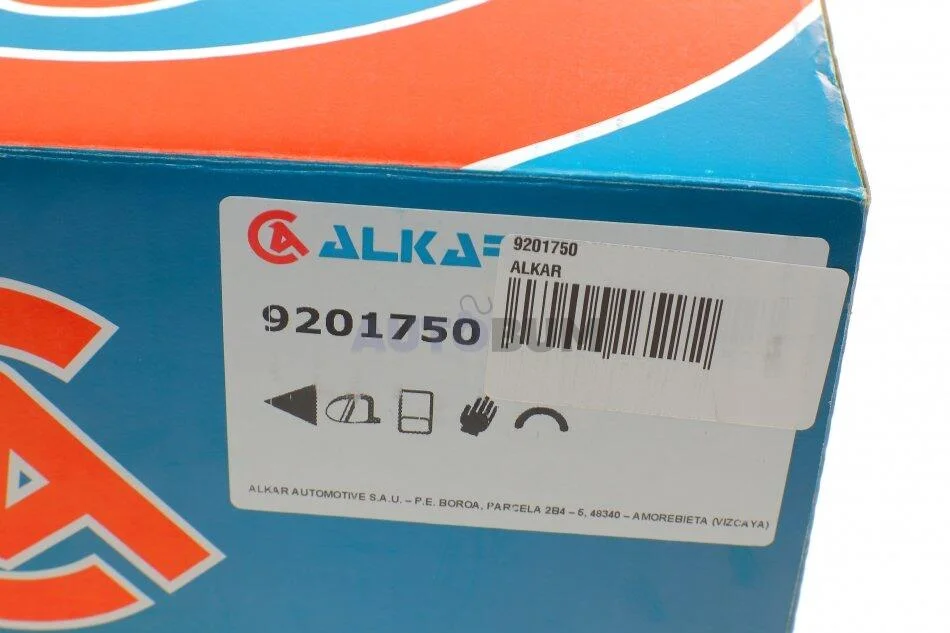 ALKAR
9201750
ALKAR
9201750
ALKAR AUTOMOTIVE S.A.U. – P.E. BOROA, PARCELA 2B4 – 5, 48340 – AMOREBIETA (VIZCAYA)